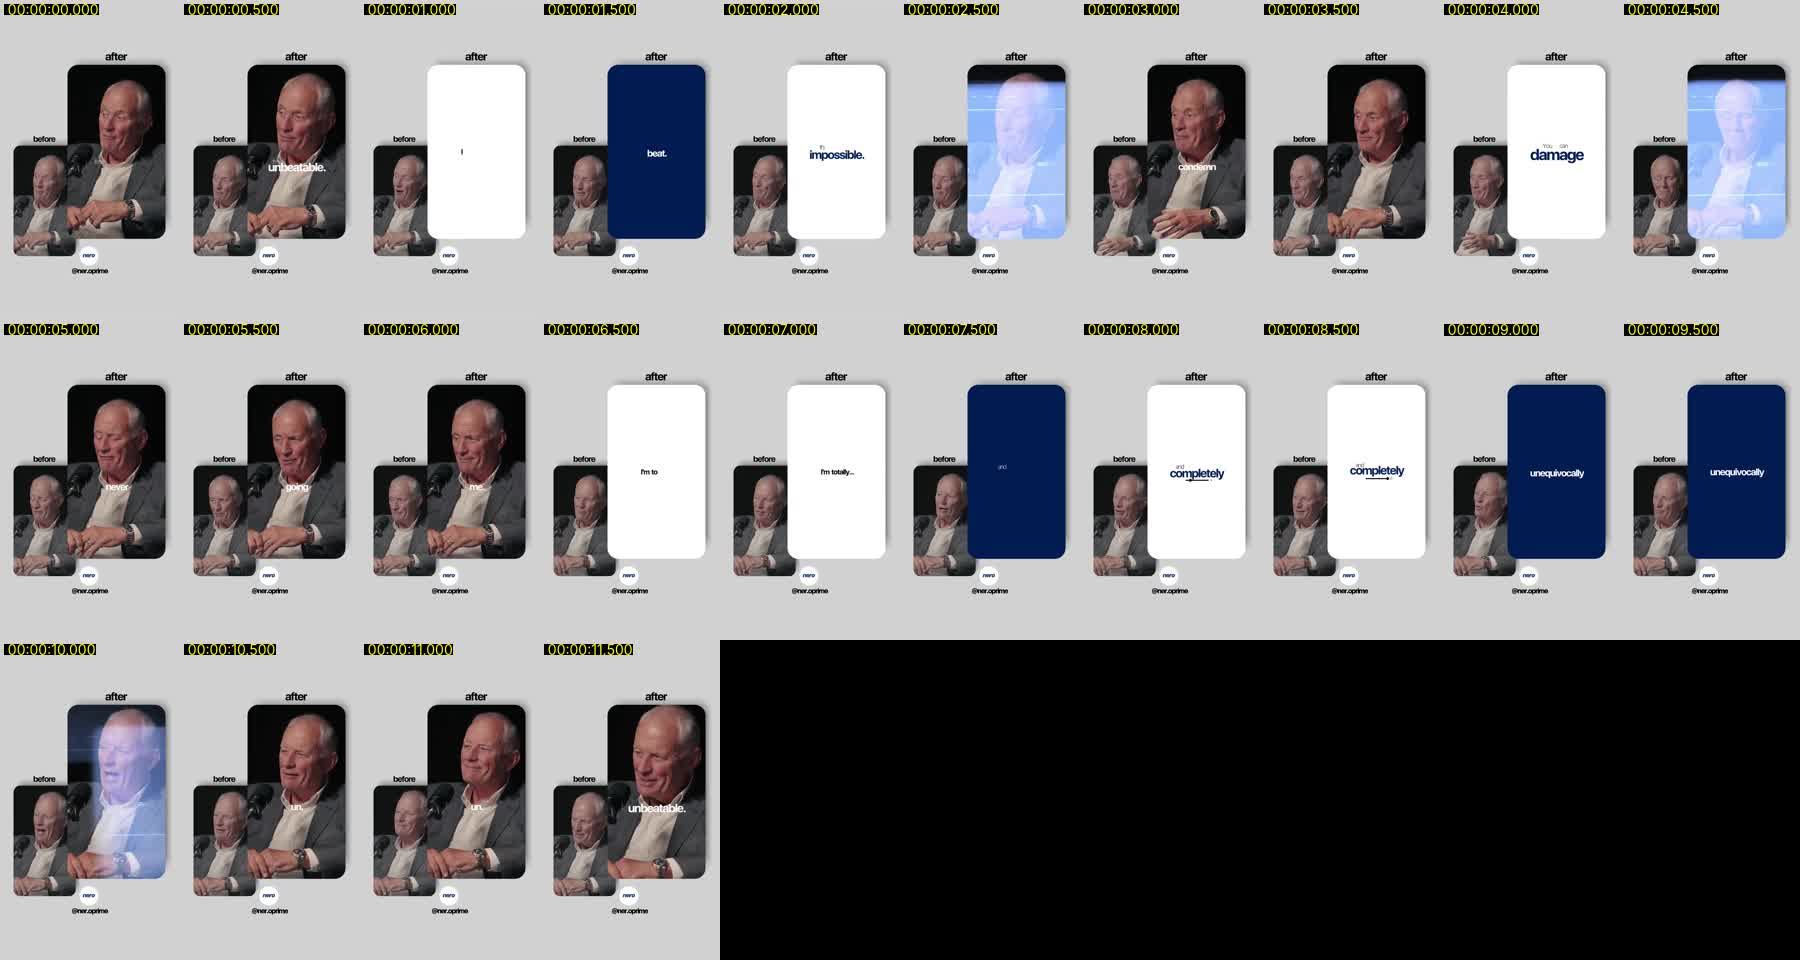 00:00:00.000
after
before
nero
@ner.oprime
00:00:00.500
after
unbeatable.
before
nero
@ner.oprime
00:00:01.000
after
before
nero
@ner.oprime
00:00:01.500
after
before
beat.
nero
@ner.oprime
00:00:02.000
after
before
impossible.
nero
@ner.oprime
00:00:02.500
after
before
nero
@ner.oprime
00:00:03.000
after
before
condemn
nero
@ner.oprime
00:00:03.500
after
before
nero
@ner.oprime
00:00:04.000
after
before
You can
damage
nero
@ner.oprime
00:00:04.500
after
before
nero
@ner.oprime
00:00:05.000
after
before
never
nero
@ner.oprime
00:00:05.500
after
before
going
nero
@ner.oprime
00:00:06.000
after
before
me.
nero
@ner.oprime
00:00:06.500
after
before
I'm to
nero
@ner.oprime
00:00:07.000
after
before
I'm totally...
nero
@ner.oprime
00:00:07.500
after
before
and
nero
@ner.oprime
00:00:08.000
after
before
and
completely
nero
@ner.oprime
00:00:08.500
after
before
and
completely
nero
@ner.oprime
00:00:09.000
after
before
unequivocally
nero
@ner.oprime
00:00:09.500
after
before
unequivocally
nero
@ner.oprime
00:00:10.000
after
before
nero
@ner.oprime
00:00:10.500
after
before
un.
nero
@ner.oprime
00:00:11.000
after
before
un.
nero
@ner.oprime
00:00:11.500
after
before
unbeatable.
nero
@ner.oprime